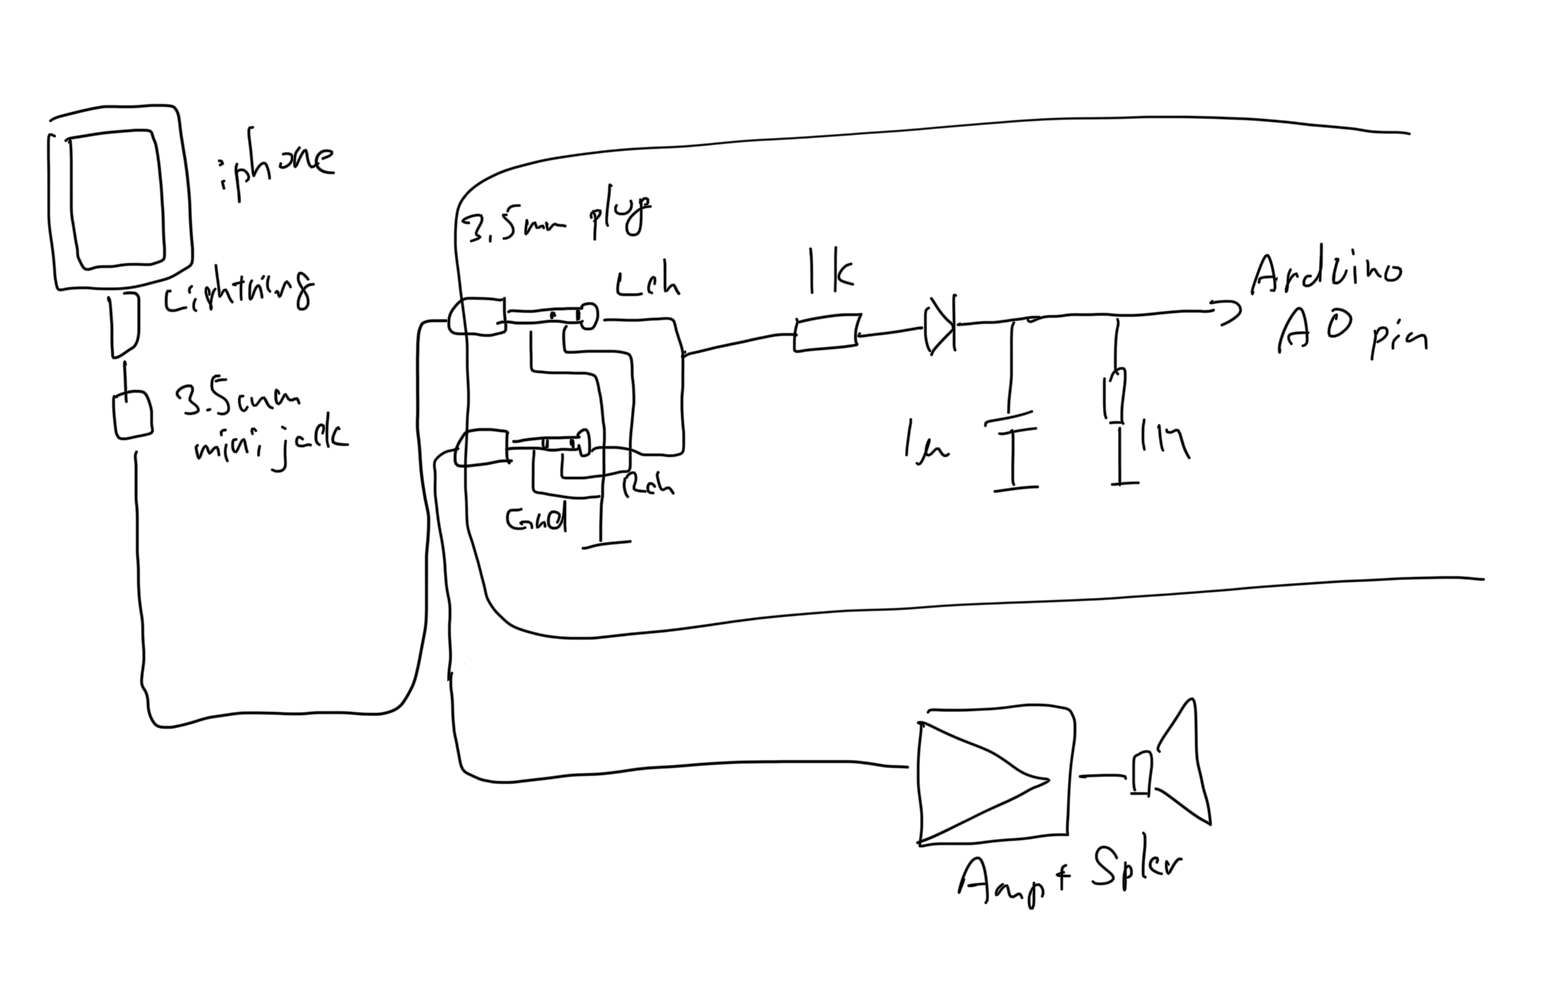 iphone
Lightning
3.5mm
mini jack
3.5mm plug
Lch
Rch
Gnd
1k
1μ
1M
Arduino
A0 pin
Amp + Spkr